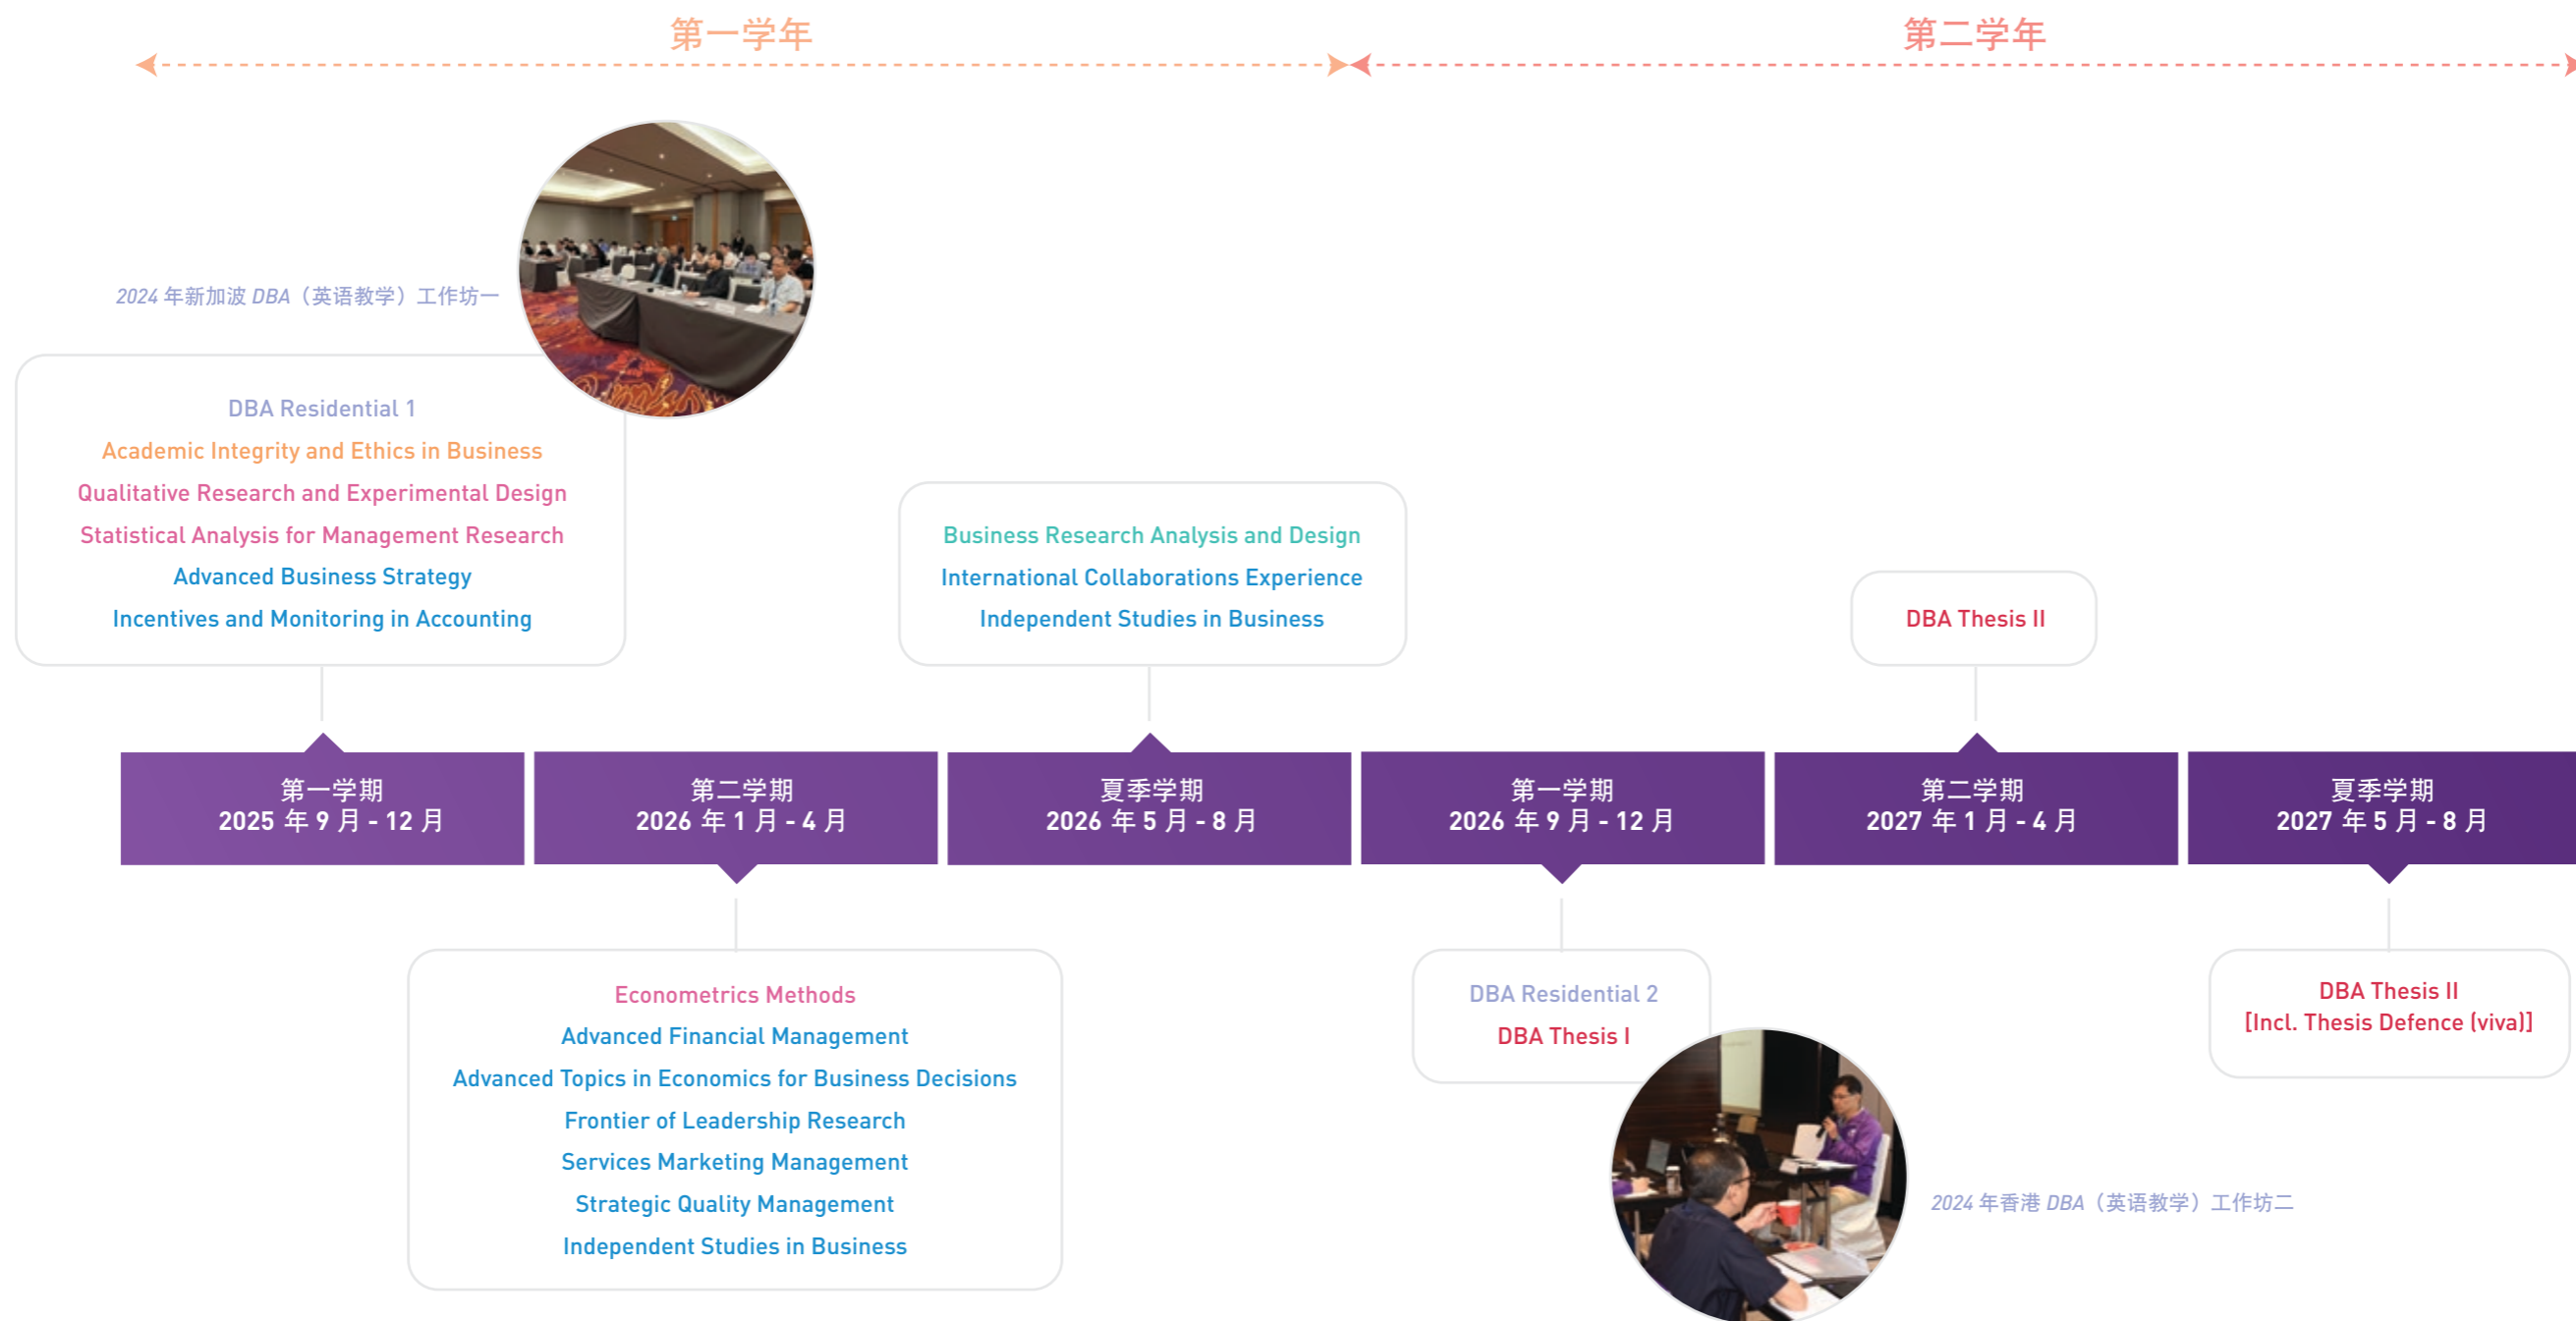 第一学年
第二学年
2024 年新加波 DBA（英语教学）工作坊一
DBA Residential 1
Academic Integrity and Ethics in Business
Qualitative Research and Experimental Design
Statistical Analysis for Management Research
Advanced Business Strategy
Incentives and Monitoring in Accounting
Business Research Analysis and Design
International Collaborations Experience
Independent Studies in Business
DBA Thesis II
第一学期
2025 年 9 月 - 12 月
第二学期
2026 年 1 月 - 4 月
夏季学期
2026 年 5 月 - 8 月
第一学期
2026 年 9 月 - 12 月
第二学期
2027 年 1 月 - 4 月
夏季学期
2027 年 5 月 - 8 月
Econometrics Methods
Advanced Financial Management
Advanced Topics in Economics for Business Decisions
Frontier of Leadership Research
Services Marketing Management
Strategic Quality Management
Independent Studies in Business
DBA Residential 2
DBA Thesis I
2024 年香港 DBA（英语教学）工作坊二
DBA Thesis II
[Incl. Thesis Defence (viva)]